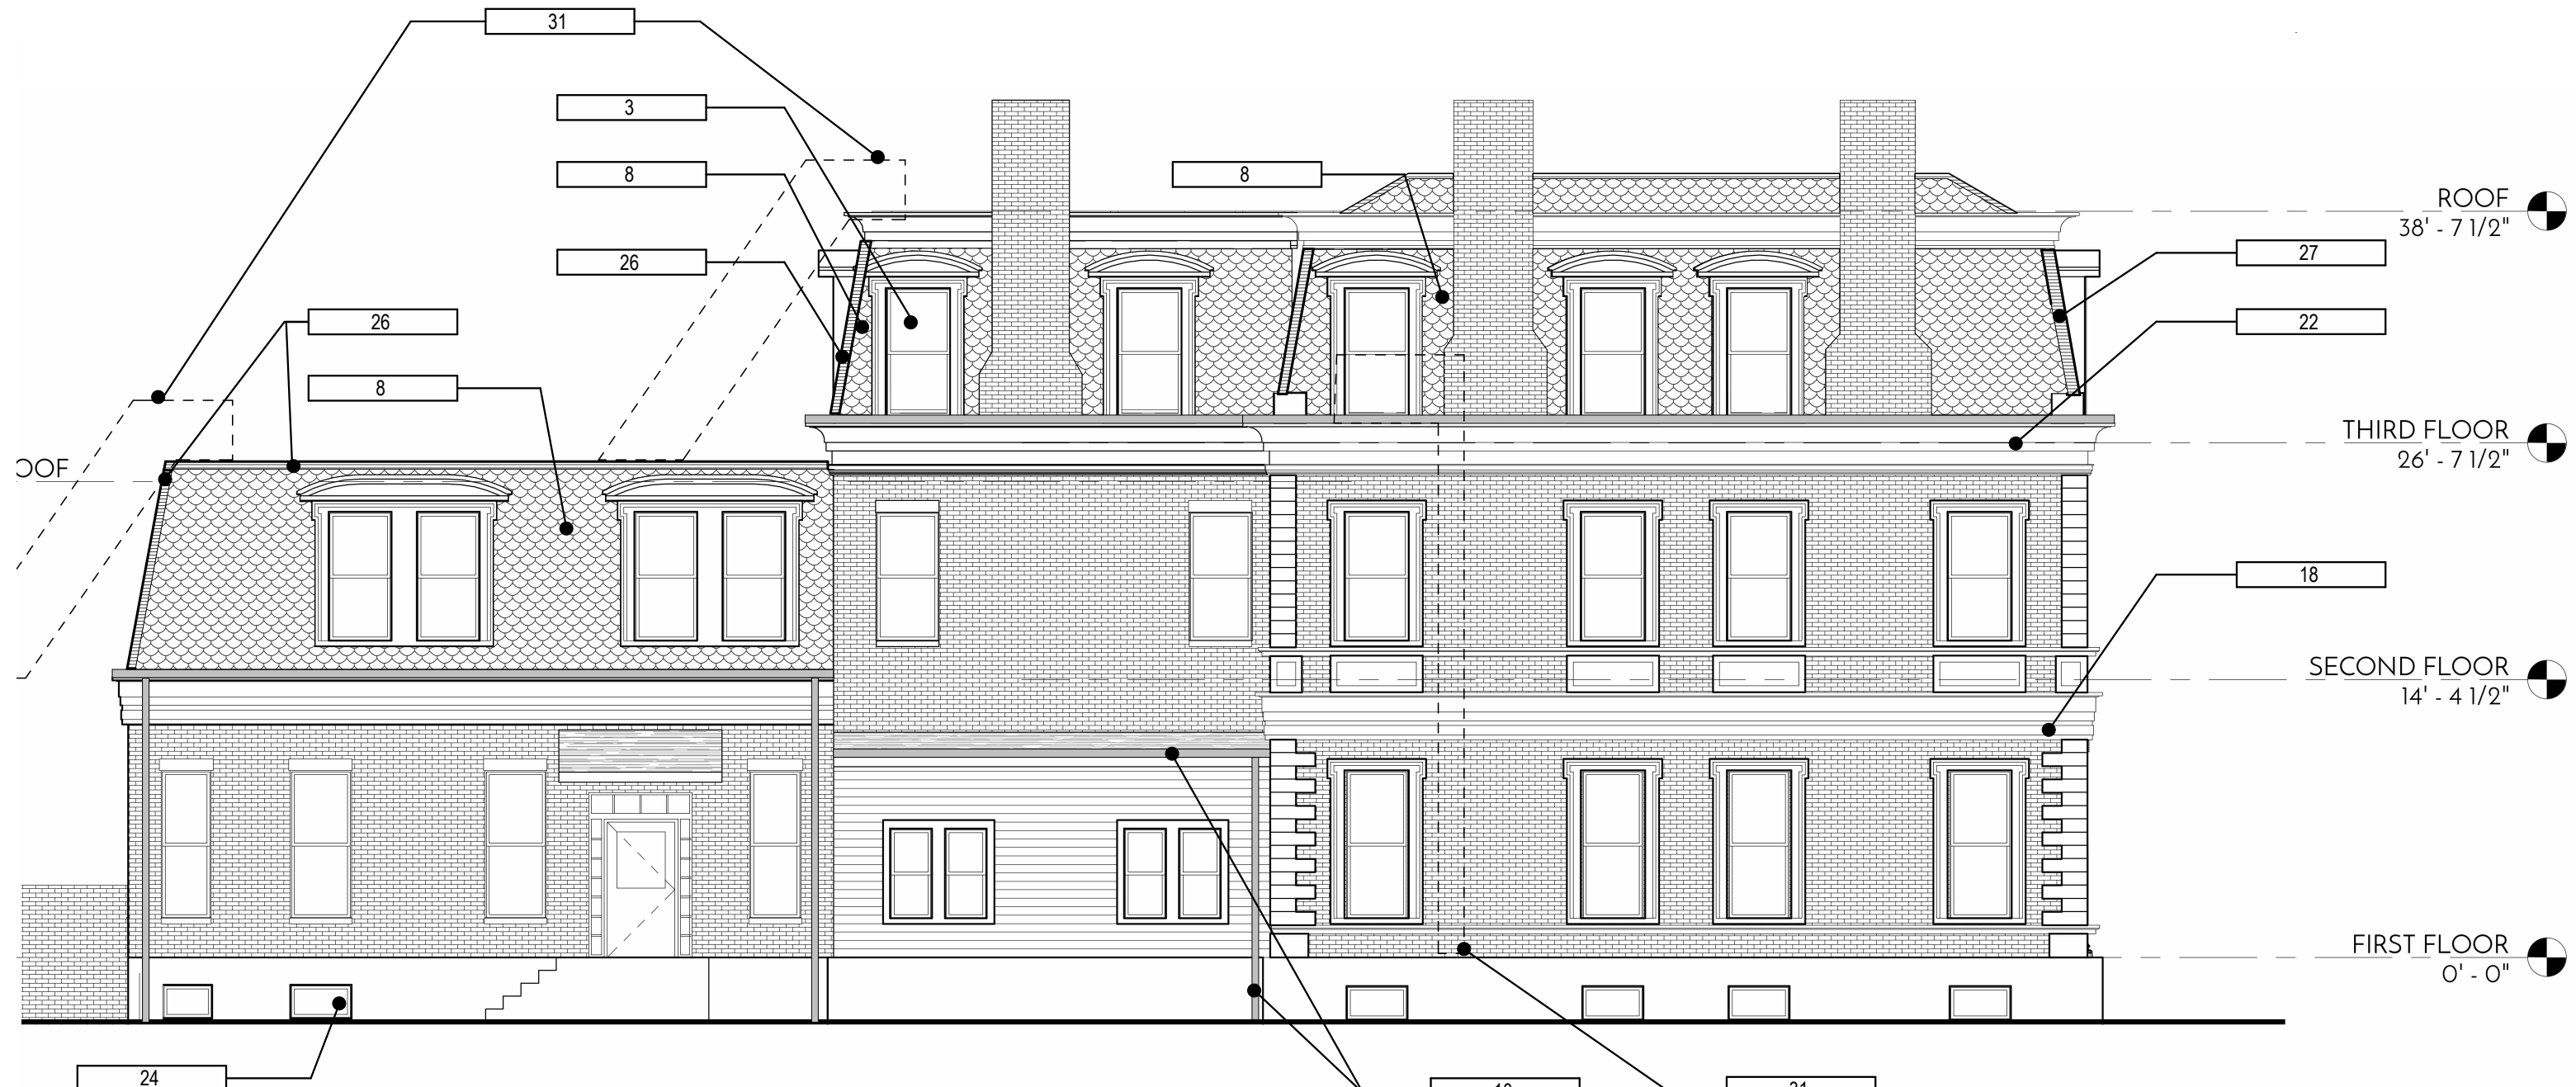 31
3
8
8
ROOF
38' - 7 1/2"
26
27
26
22
8
THIRD FLOOR
26' - 7 1/2"
OOF
18
SECOND FLOOR
14' - 4 1/2"
FIRST FLOOR
0' - 0"
24